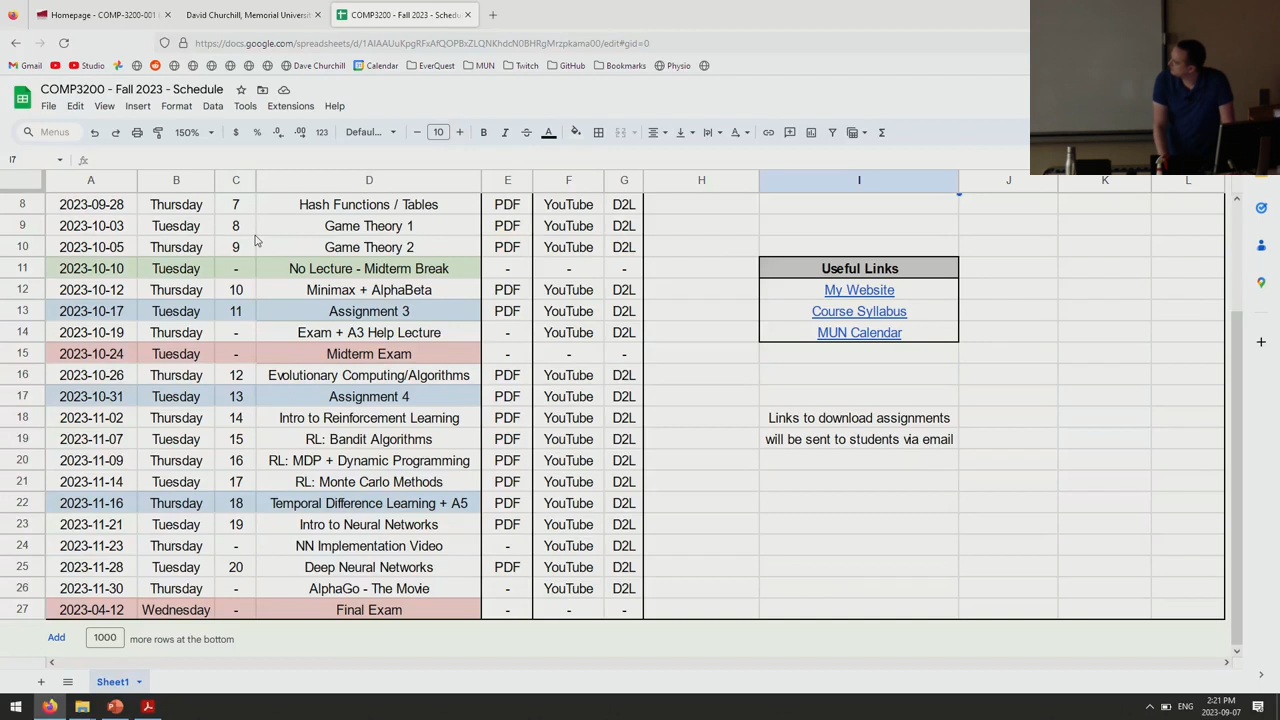 Homepage - COMP-3200-001
David Churchill, Memorial Universi
COMP3200 - Fall 2023 - Schedu
https://docs.google.com/spreadsheets/d/1AIAAUuKpgRFxAfQOPBxZLQNKhdcN0BHRgMrzpkama00/edit#gid=0
Gmail YouTube Studio Dave Churchill Calendar EverQuest MUN Twitch GitHub Bookmarks Physio
COMP3200 - Fall 2023 - Schedule
File Edit View Insert Format Data Tools Extensions Help
Menus 150% $ % .0 .00 123 Defaul... 10 B I A
I7 fx
A B C D E F G H I J K L
8 2023-09-28 Thursday 7 Hash Functions / Tables PDF YouTube D2L
9 2023-10-03 Tuesday 8 Game Theory 1 PDF YouTube D2L
10 2023-10-05 Thursday 9 Game Theory 2 PDF YouTube D2L
11 2023-10-10 Tuesday - No Lecture - Midterm Break - - - Useful Links
12 2023-10-12 Thursday 10 Minimax + AlphaBeta PDF YouTube D2L My Website
13 2023-10-17 Tuesday 11 Assignment 3 PDF YouTube D2L Course Syllabus
14 2023-10-19 Thursday - Exam + A3 Help Lecture - YouTube D2L MUN Calendar
15 2023-10-24 Tuesday - Midterm Exam - - -
16 2023-10-26 Thursday 12 Evolutionary Computing/Algorithms PDF YouTube D2L
17 2023-10-31 Tuesday 13 Assignment 4 PDF YouTube D2L
18 2023-11-02 Thursday 14 Intro to Reinforcement Learning PDF YouTube D2L Links to download assignments
19 2023-11-07 Tuesday 15 RL: Bandit Algorithms PDF YouTube D2L will be sent to students via email
20 2023-11-09 Thursday 16 RL: MDP + Dynamic Programming PDF YouTube D2L
21 2023-11-14 Tuesday 17 RL: Monte Carlo Methods PDF YouTube D2L
22 2023-11-16 Thursday 18 Temporal Difference Learning + A5 PDF YouTube D2L
23 2023-11-21 Tuesday 19 Intro to Neural Networks PDF YouTube D2L
24 2023-11-23 Thursday - NN Implementation Video - YouTube D2L
25 2023-11-28 Tuesday 20 Deep Neural Networks PDF YouTube D2L
26 2023-11-30 Thursday - AlphaGo - The Movie - YouTube D2L
27 2023-04-12 Wednesday - Final Exam - - -
Add 1000 more rows at the bottom
Sheet1
ENG 2:21 PM
2023-09-07